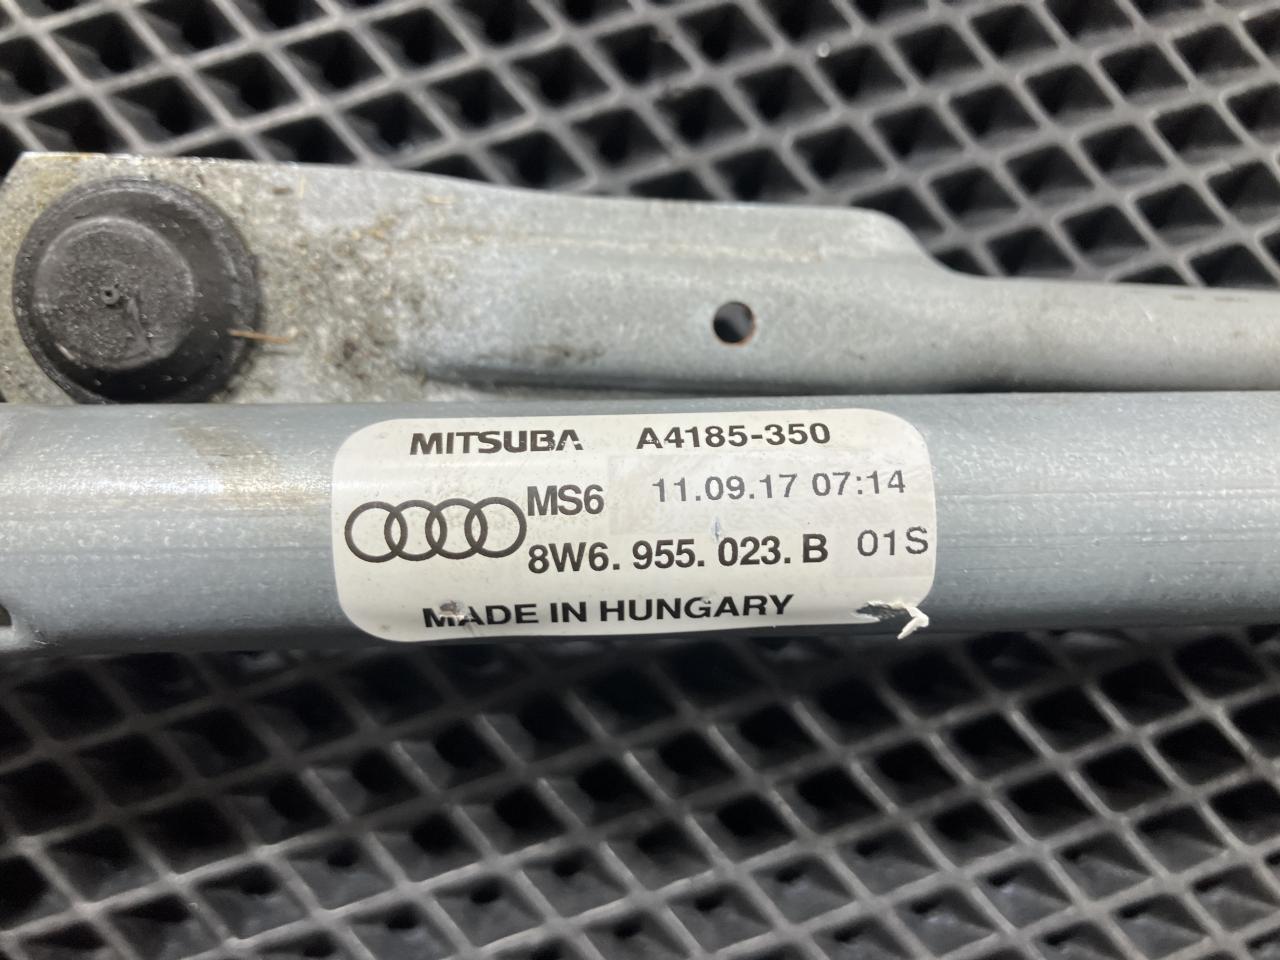 MITSUBA A4185-350
MS6 11.09.17 07:14
8W6. 955. 023. B 01S
MADE IN HUNGARY